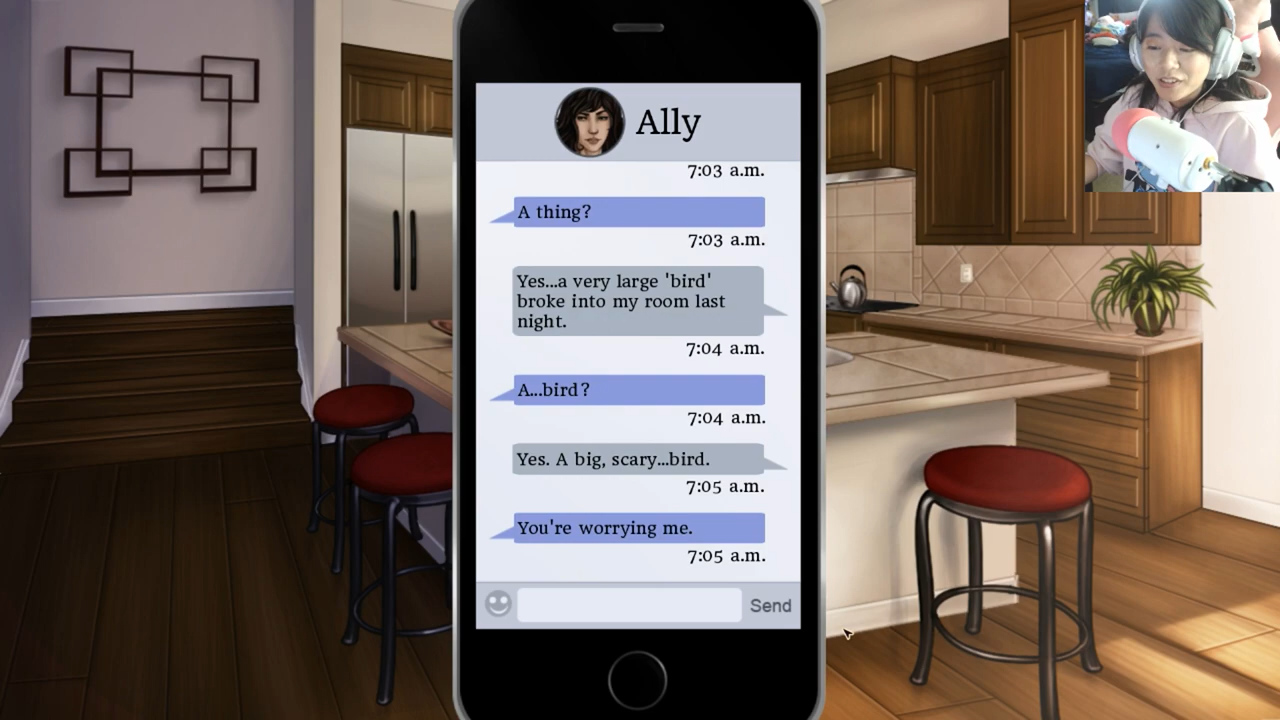 Ally
7:03 a.m.
A thing?
7:03 a.m.
Yes...a very large 'bird'
broke into my room last
night.
7:04 a.m.
A...bird?
7:04 a.m.
Yes. A big, scary...bird.
7:05 a.m.
You're worrying me.
7:05 a.m.
Send